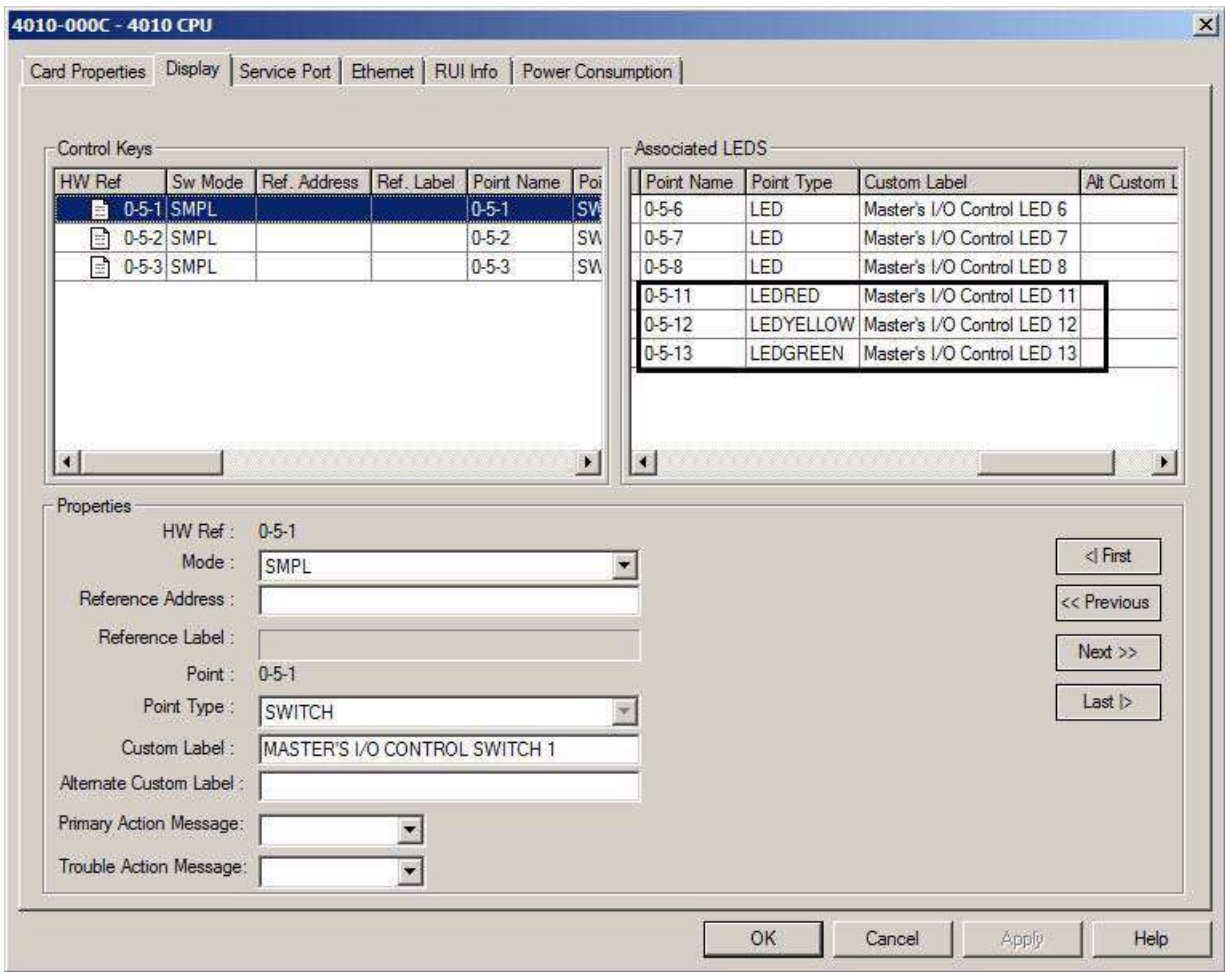 4010-000C - 4010 CPU
Card Properties Display Service Port Ethernet RUI Info Power Consumption
Control Keys
HW Ref Sw Mode Ref. Address Ref. Label Point Name Poi
0-5-1 SMPL 0-5-1 SW
0-5-2 SMPL 0-5-2 SW
0-5-3 SMPL 0-5-3 SW
Associated LEDS
Point Name Point Type Custom Label Alt Custom L
0-5-6 LED Master's I/O Control LED 6
0-5-7 LED Master's I/O Control LED 7
0-5-8 LED Master's I/O Control LED 8
0-5-11 LEDRED Master's I/O Control LED 11
0-5-12 LEDYELLOW Master's I/O Control LED 12
0-5-13 LEDGREEN Master's I/O Control LED 13
Properties
HW Ref : 0-5-1
Mode : SMPL
Reference Address :
Reference Label :
Point : 0-5-1
Point Type : SWITCH
Custom Label : MASTER'S I/O CONTROL SWITCH 1
Alternate Custom Label :
Primary Action Message:
Trouble Action Message:
<| First
<< Previous
Next >>
Last |>
OK Cancel Apply Help